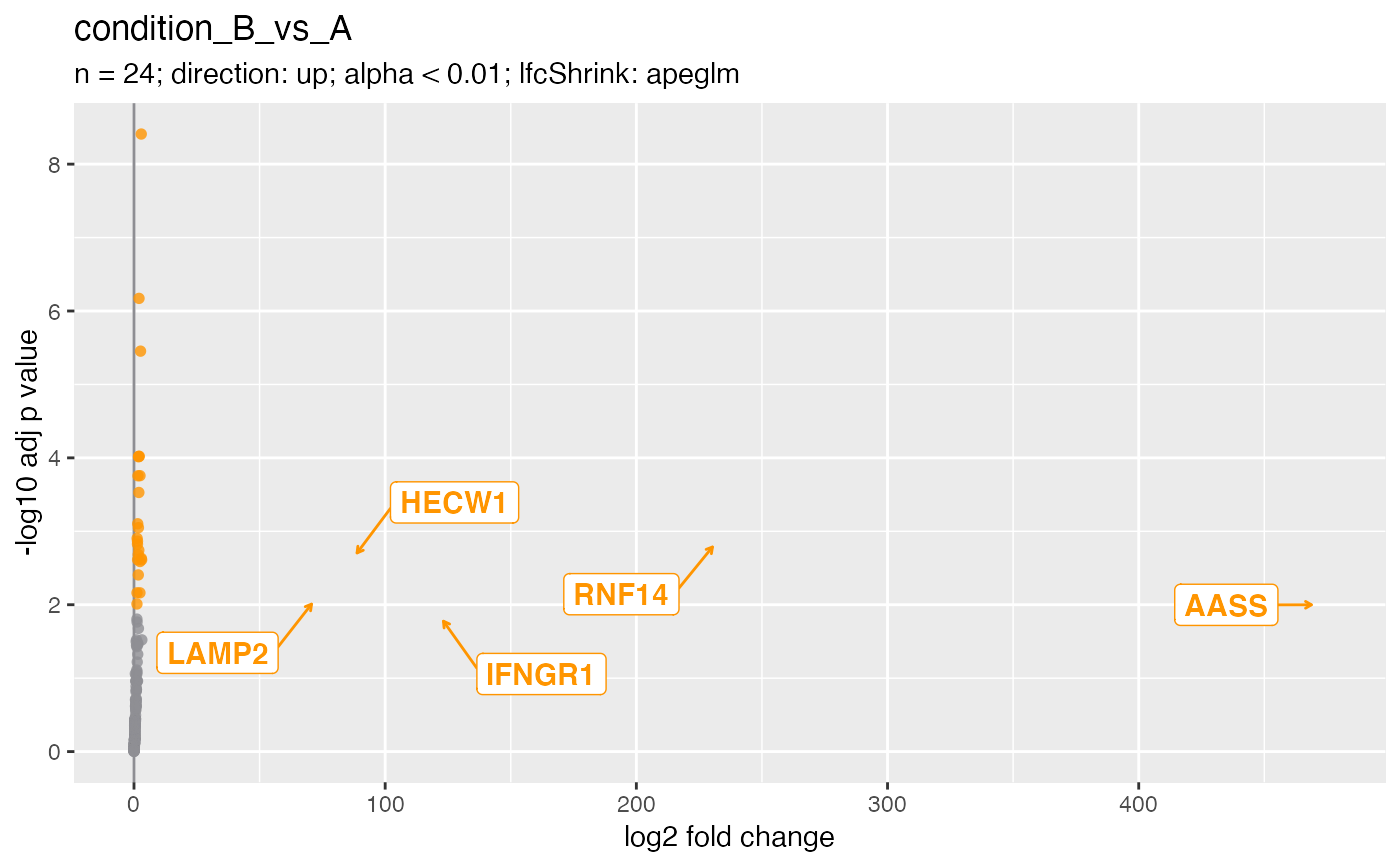 condition_B_vs_A
n = 24; direction: up; alpha < 0.01; lfcShrink: apeglm
-log10 adj p value
8
6
4
2
0
HECW1
RNF14
AASS
LAMP2
IFNGR1
0 100 200 300 400
log2 fold change